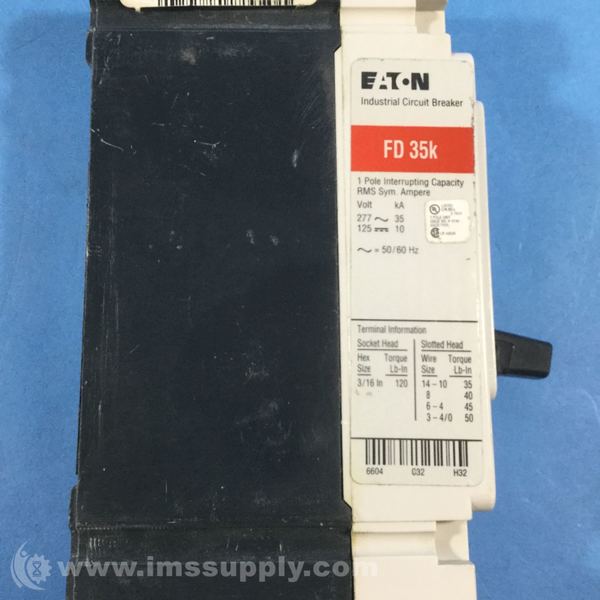 EATON
Industrial Circuit Breaker
FD 35k
1 Pole Interrupting Capacity
RMS Sym. Ampere
Volt kA
277 ~ 35
125 ⎓ 10
~ = 50/60 Hz
Terminal Information
Socket Head Slotted Head
Hex Torque Wire Torque
Size Lb-In Size Lb-In
3/16 In 120 14 – 10 35
8 40
6 – 4 45
3 – 4/0 50
6604 032 H32
www.imssupply.com